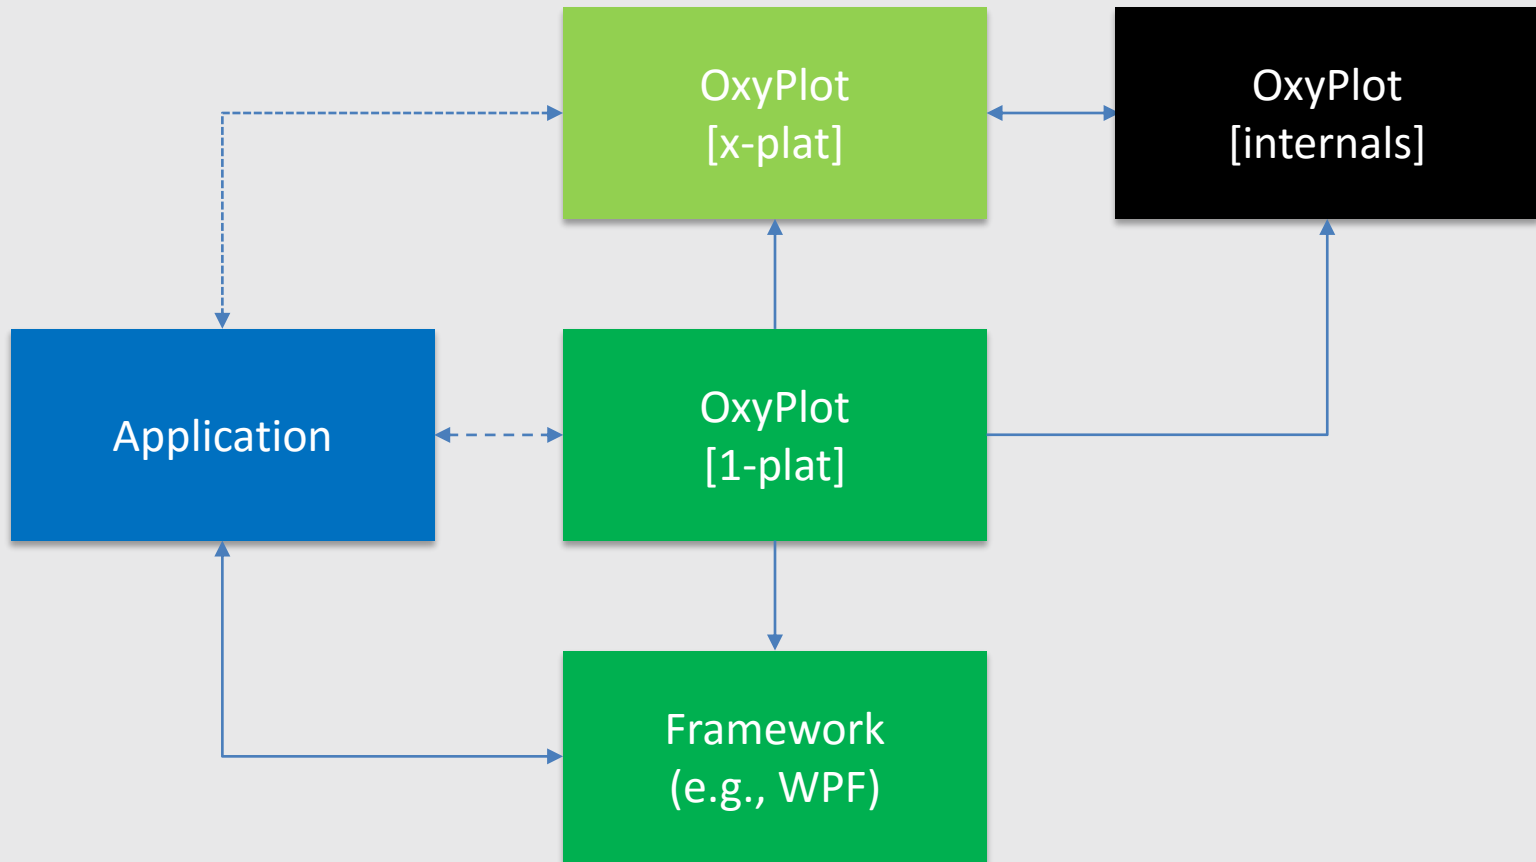 OxyPlot
[x-plat]
OxyPlot
[internals]
Application
OxyPlot
[1-plat]
Framework
(e.g., WPF)